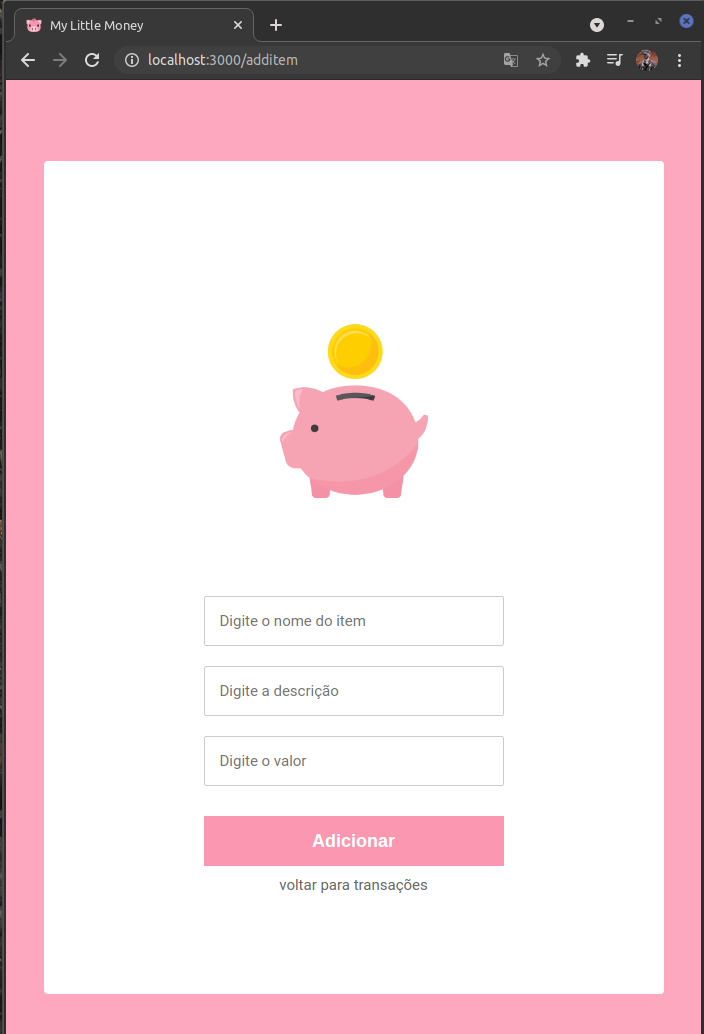 My Little Money
localhost:3000/additem
Digite o nome do item
Digite a descrição
Digite o valor
Adicionar
voltar para transações